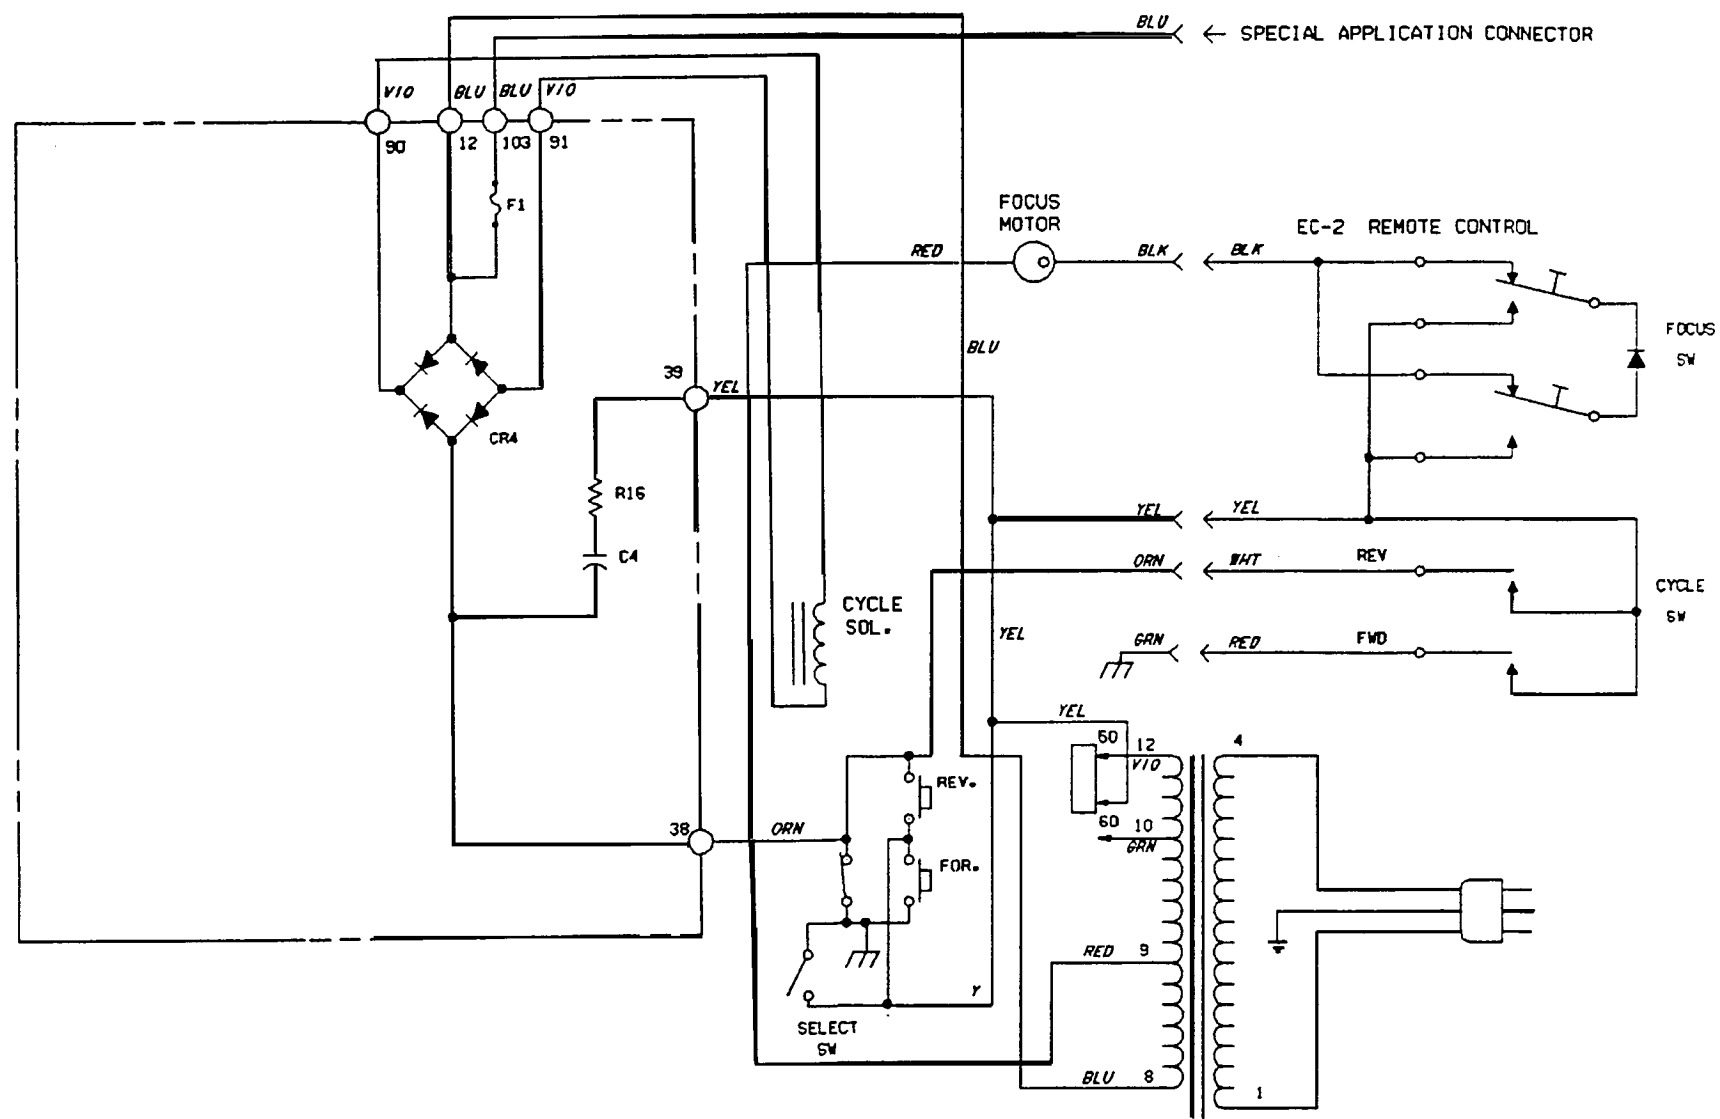 BLU
SPECIAL APPLICATION CONNECTOR
VIO
BLU
BLU
VIO
90
12
103
91
F1
FOCUS
MOTOR
EC-2 REMOTE CONTROL
RED
BLK
BLK
FOCUS
SW
BLU
39
YEL
CR4
R16
C4
YEL
YEL
ORN
WHT
REV
CYCLE
SW
CYCLE
SOL.
YEL
GRN
RED
FWD
YEL
50
12
VIO
4
REV.
60
10
GRN
38
ORN
FOR.
RED
9
Y
SELECT
SW
BLU
8
1